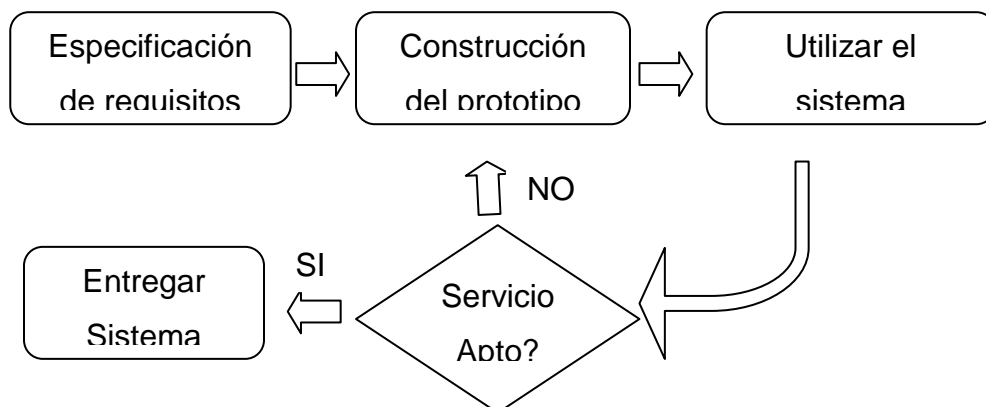 Especificación
de requisitos
Construcción
del prototipo
Utilizar el
sistema
NO
SI
Entregar
Sistema
Servicio
Apto?